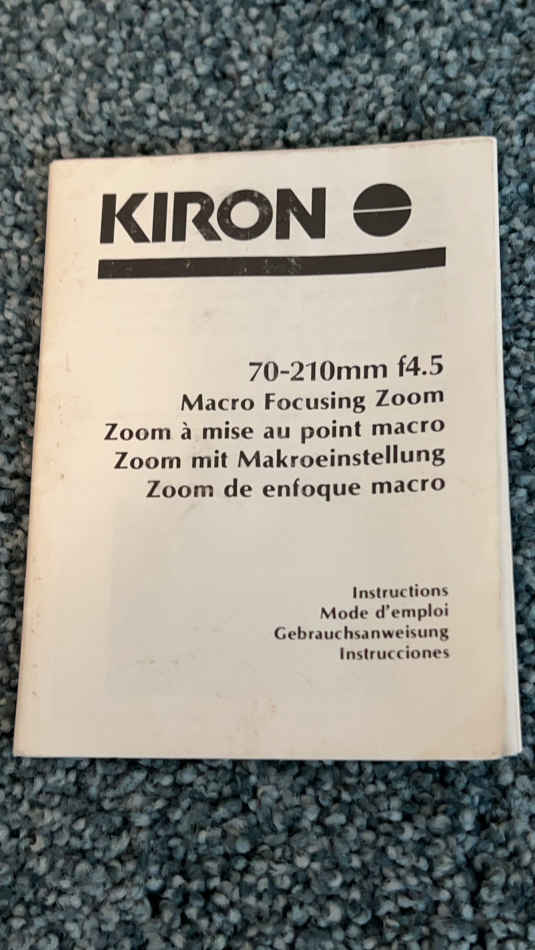 KIRON
70-210mm f4.5
Macro Focusing Zoom
Zoom à mise au point macro
Zoom mit Makroeinstellung
Zoom de enfoque macro
Instructions
Mode d'emploi
Gebrauchsanweisung
Instrucciones